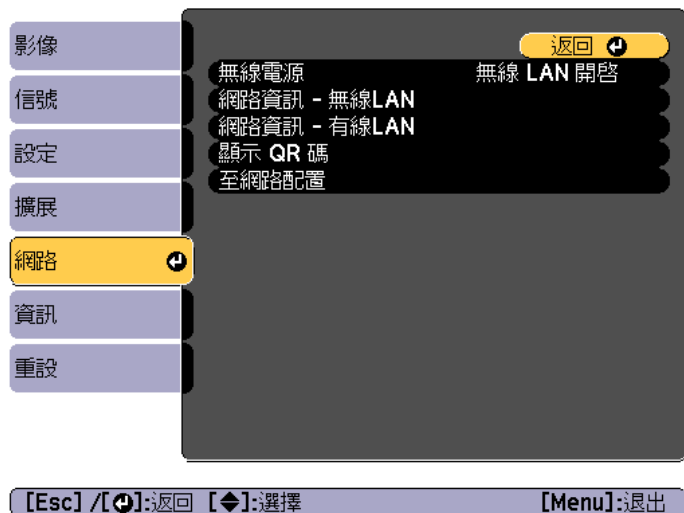 影像
信號
設定
擴展
網路
資訊
重設
返回
無線電源 無線 LAN 開啓
網路資訊 - 無線LAN
網路資訊 - 有線LAN
顯示 QR 碼
至網路配置
[Esc] /[⏎]:返回 [◆]:選擇 [Menu]:退出